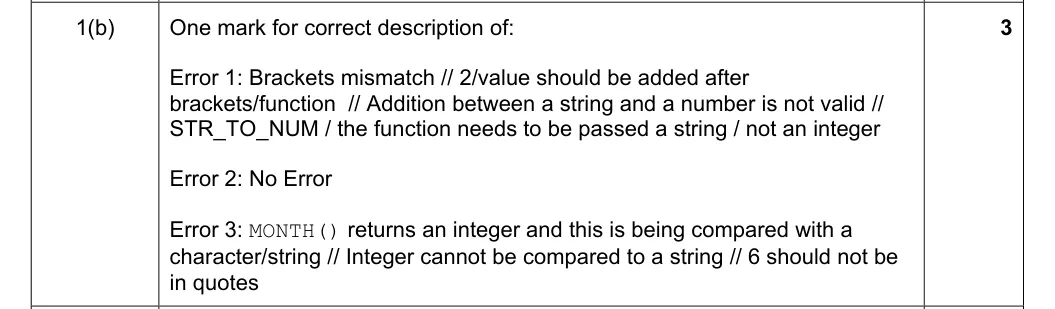 1(b) One mark for correct description of: 3
Error 1: Brackets mismatch // 2/value should be added after
brackets/function // Addition between a string and a number is not valid //
STR_TO_NUM / the function needs to be passed a string / not an integer
Error 2: No Error
Error 3: MONTH() returns an integer and this is being compared with a
character/string // Integer cannot be compared to a string // 6 should not be
in quotes